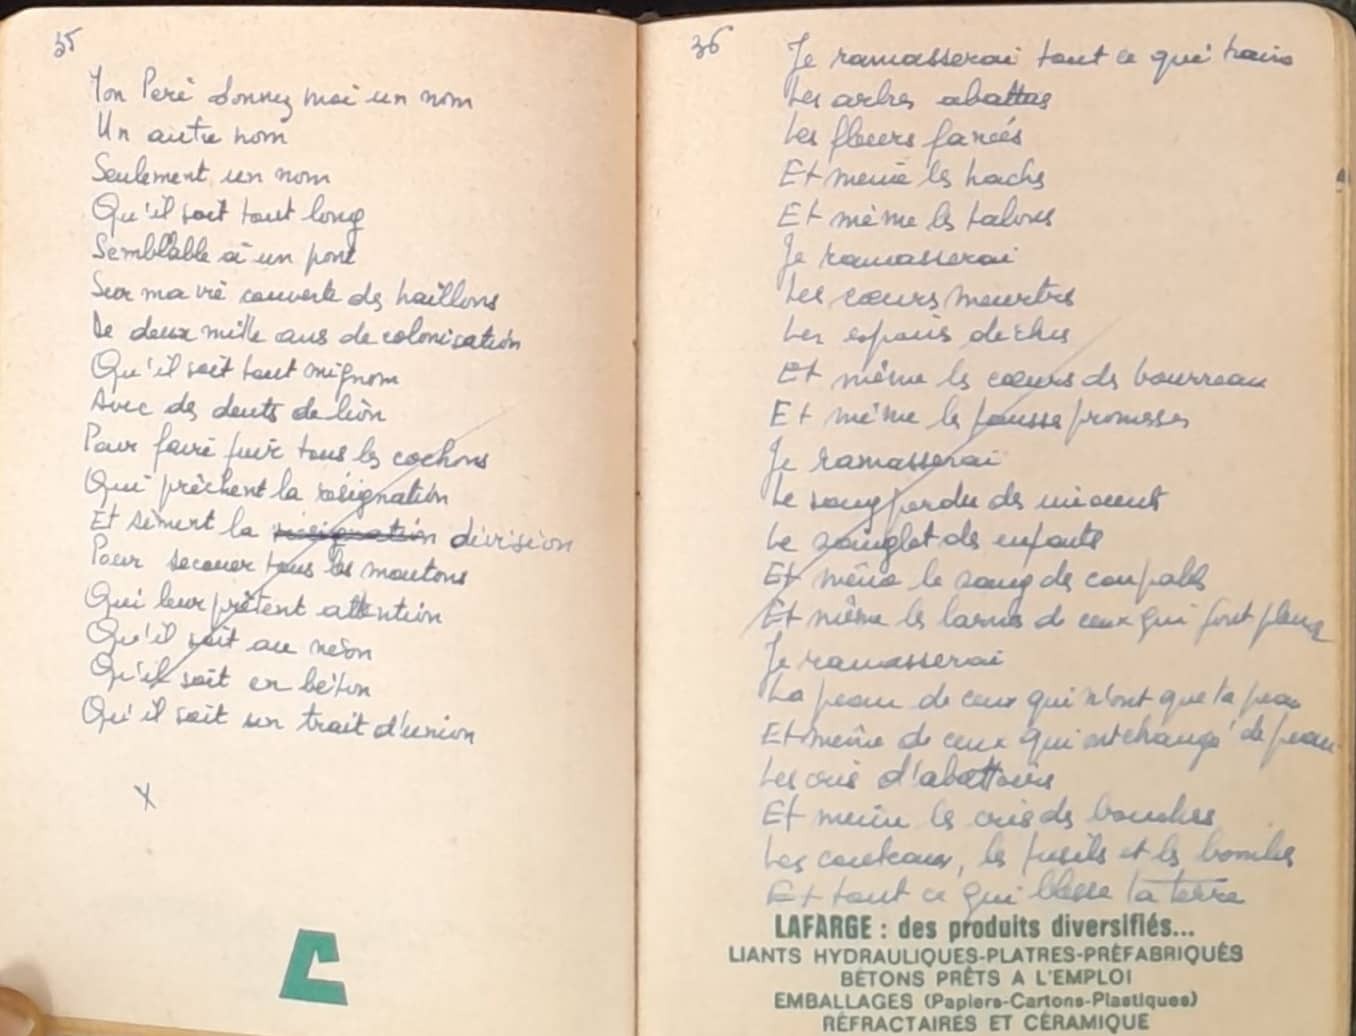 35
Mon Père donnez moi un nom
Un autre nom
Seulement un nom
Qu'il soit tout long
Semblable à un pont
Sur ma vie couverte des haillons
De deux mille ans de colonisation
Qu'il soit tout mignom
Avec des dents de lion
Pour faire fuir tous les cochons
Qui prêchent la résignation
Et sèment la résignation division
Pour secouer tous les moutons
Qui leur prêtent attention
Qu'il soit au néon
Qu'il soit en béton
Qu'il soit un trait d'union
X
36
Je ramasserai tout ce qui
Les arbres abattus
Les fleurs fanées
Et même les
Et même les
Je ramasserai
Les cœurs meurtris
Les espoirs déchus
Et même les cœurs des bourreaux
Et même les fausses promesses
Je ramasserai
Le sang perdu des innocents
Le sanglot des enfants
Et même le sang des coupables
Et même les larmes de ceux qui font pleurer
Je ramasserai
La peau de ceux qui n'ont que la peau
Et même de ceux qui ont changé de peau
Les cris d'abattoirs
Et même les cris des bouches
Les couteaux, les fusils et les bombes
Et tout ce qui blesse la terre
LAFARGE : des produits diversifiés...
LIANTS HYDRAULIQUES-PLATRES-PRÉFABRIQUÉS
BÉTONS PRÊTS A L'EMPLOI
EMBALLAGES (Papiers-Cartons-Plastiques)
RÉFRACTAIRES ET CÉRAMIQUE